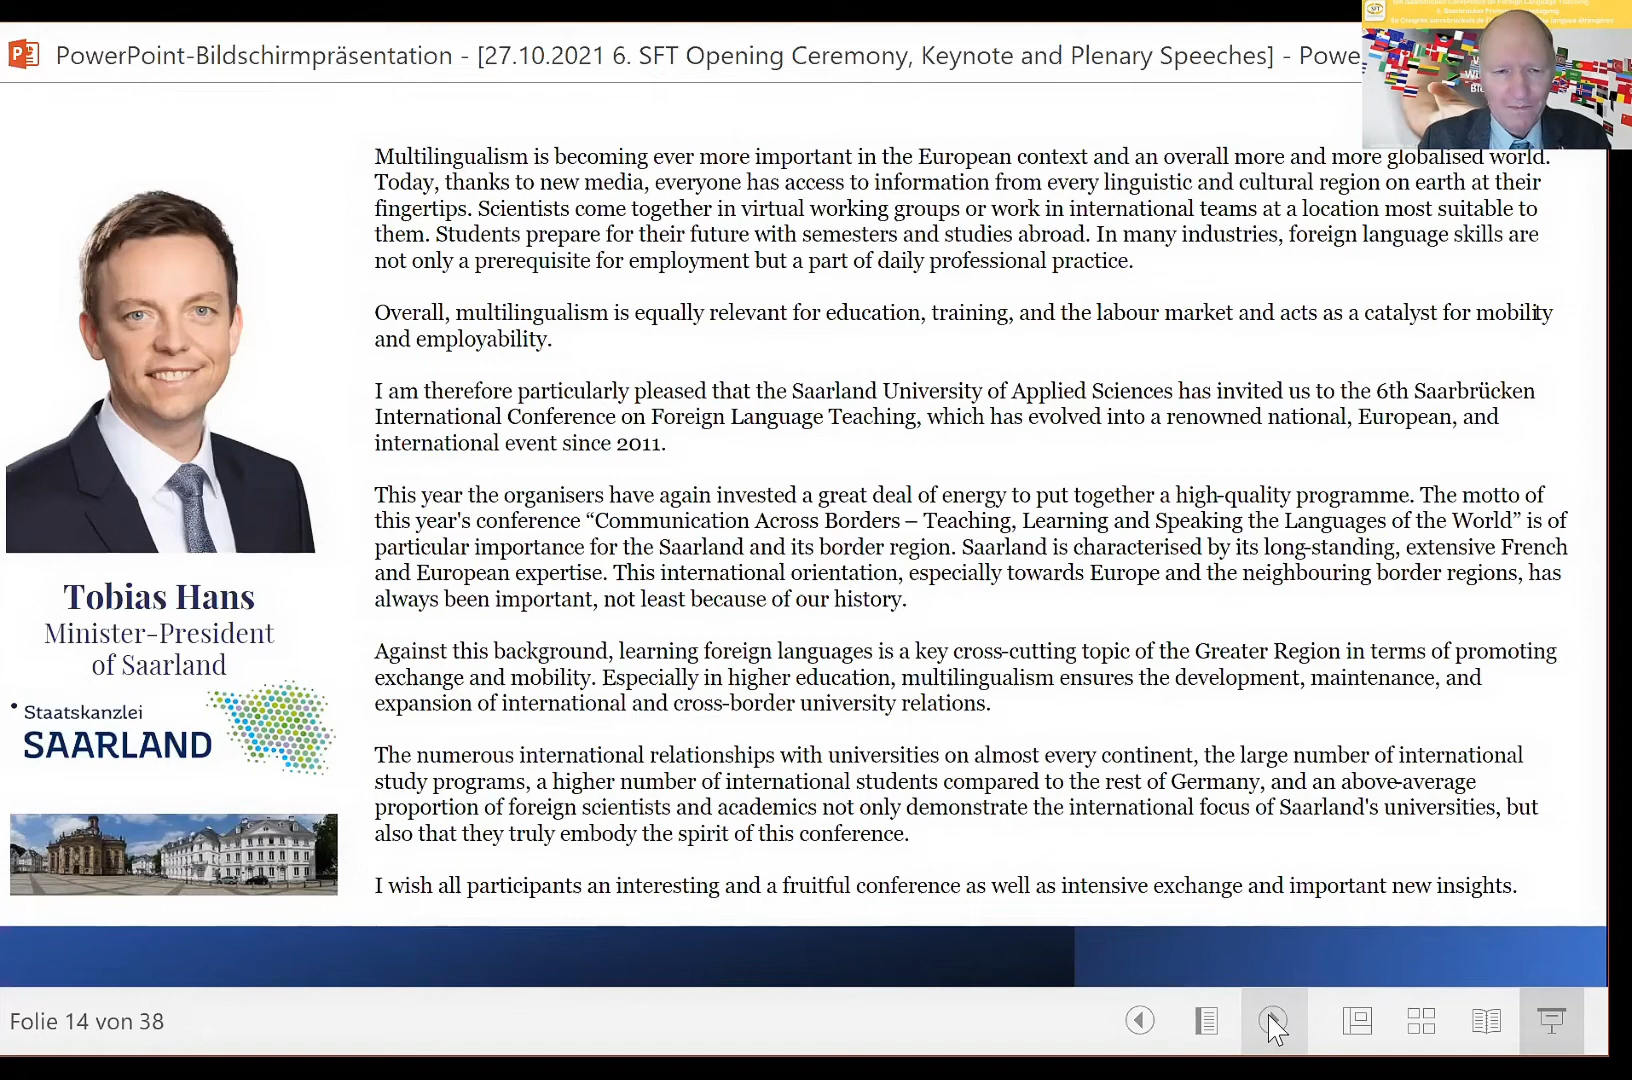 PowerPoint-Bildschirmpräsentation - [27.10.2021 6. SFT Opening Ceremony, Keynote and Plenary Speeches] - Powe
SFT
Multilingualism is becoming ever more important in the European context and an overall more and more globalised world.
Today, thanks to new media, everyone has access to information from every linguistic and cultural region on earth at their
fingertips. Scientists come together in virtual working groups or work in international teams at a location most suitable to
them. Students prepare for their future with semesters and studies abroad. In many industries, foreign language skills are
not only a prerequisite for employment but a part of daily professional practice.
Overall, multilingualism is equally relevant for education, training, and the labour market and acts as a catalyst for mobility
and employability.
I am therefore particularly pleased that the Saarland University of Applied Sciences has invited us to the 6th Saarbrücken
International Conference on Foreign Language Teaching, which has evolved into a renowned national, European, and
international event since 2011.
This year the organisers have again invested a great deal of energy to put together a high-quality programme. The motto of
this year's conference “Communication Across Borders – Teaching, Learning and Speaking the Languages of the World” is of
particular importance for the Saarland and its border region. Saarland is characterised by its long-standing, extensive French
and European expertise. This international orientation, especially towards Europe and the neighbouring border regions, has
always been important, not least because of our history.
Against this background, learning foreign languages is a key cross-cutting topic of the Greater Region in terms of promoting
exchange and mobility. Especially in higher education, multilingualism ensures the development, maintenance, and
expansion of international and cross-border university relations.
The numerous international relationships with universities on almost every continent, the large number of international
study programs, a higher number of international students compared to the rest of Germany, and an above-average
proportion of foreign scientists and academics not only demonstrate the international focus of Saarland's universities, but
also that they truly embody the spirit of this conference.
I wish all participants an interesting and a fruitful conference as well as intensive exchange and important new insights.
Tobias Hans
Minister-President
of Saarland
Staatskanzlei
SAARLAND
Folie 14 von 38